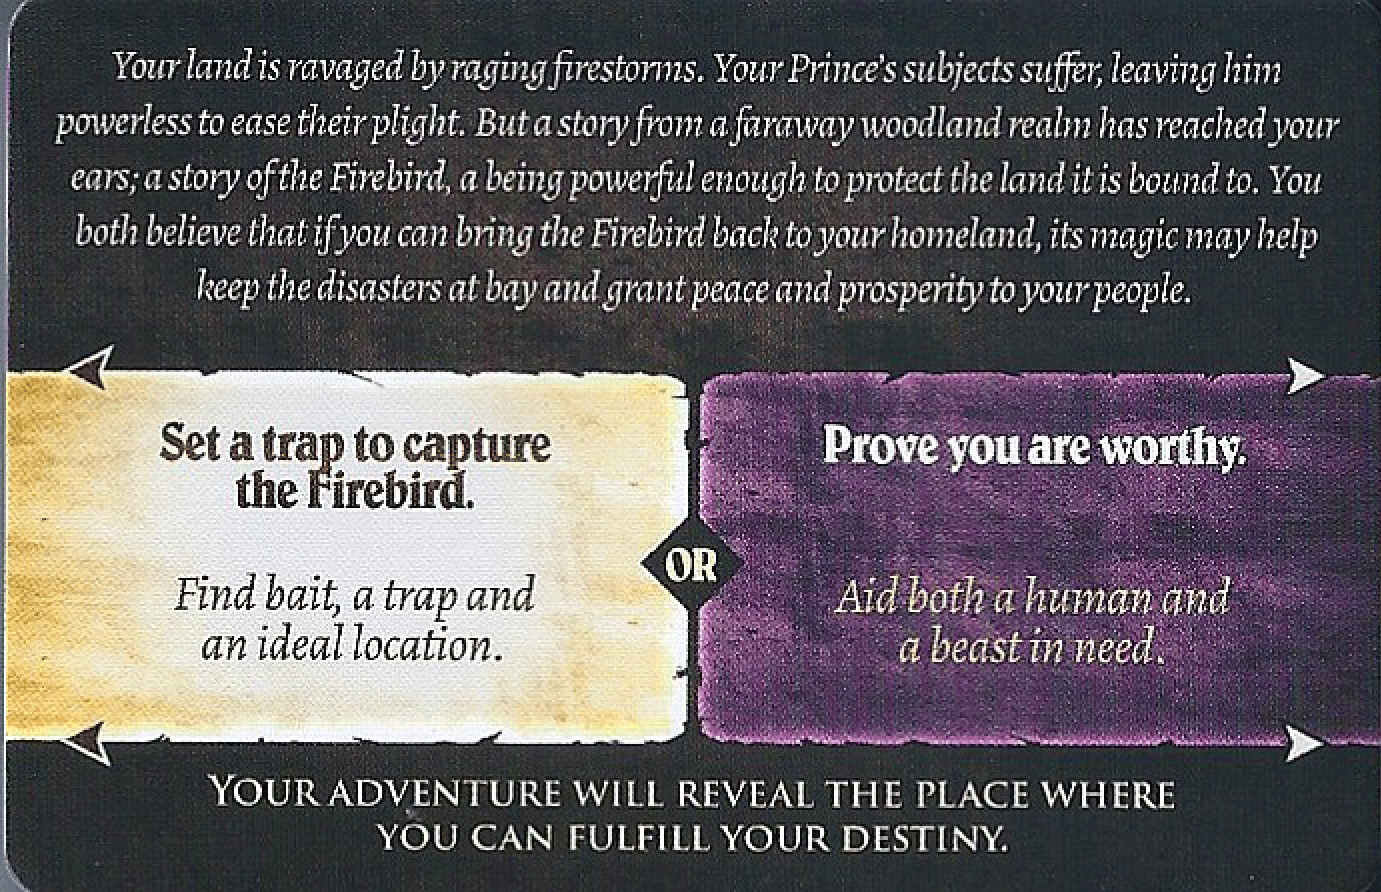 Your land is ravaged by raging firestorms. Your Prince's subjects suffer, leaving him
powerless to ease their plight. But a story from a faraway woodland realm has reached your
ears; a story of the Firebird, a being powerful enough to protect the land it is bound to. You
both believe that if you can bring the Firebird back to your homeland, its magic may help
keep the disasters at bay and grant peace and prosperity to your people.
Set a trap to capture
the Firebird.
Find bait, a trap and
an ideal location.
OR
Prove you are worthy.
Aid both a human and
a beast in need.
YOUR ADVENTURE WILL REVEAL THE PLACE WHERE
YOU CAN FULFILL YOUR DESTINY.